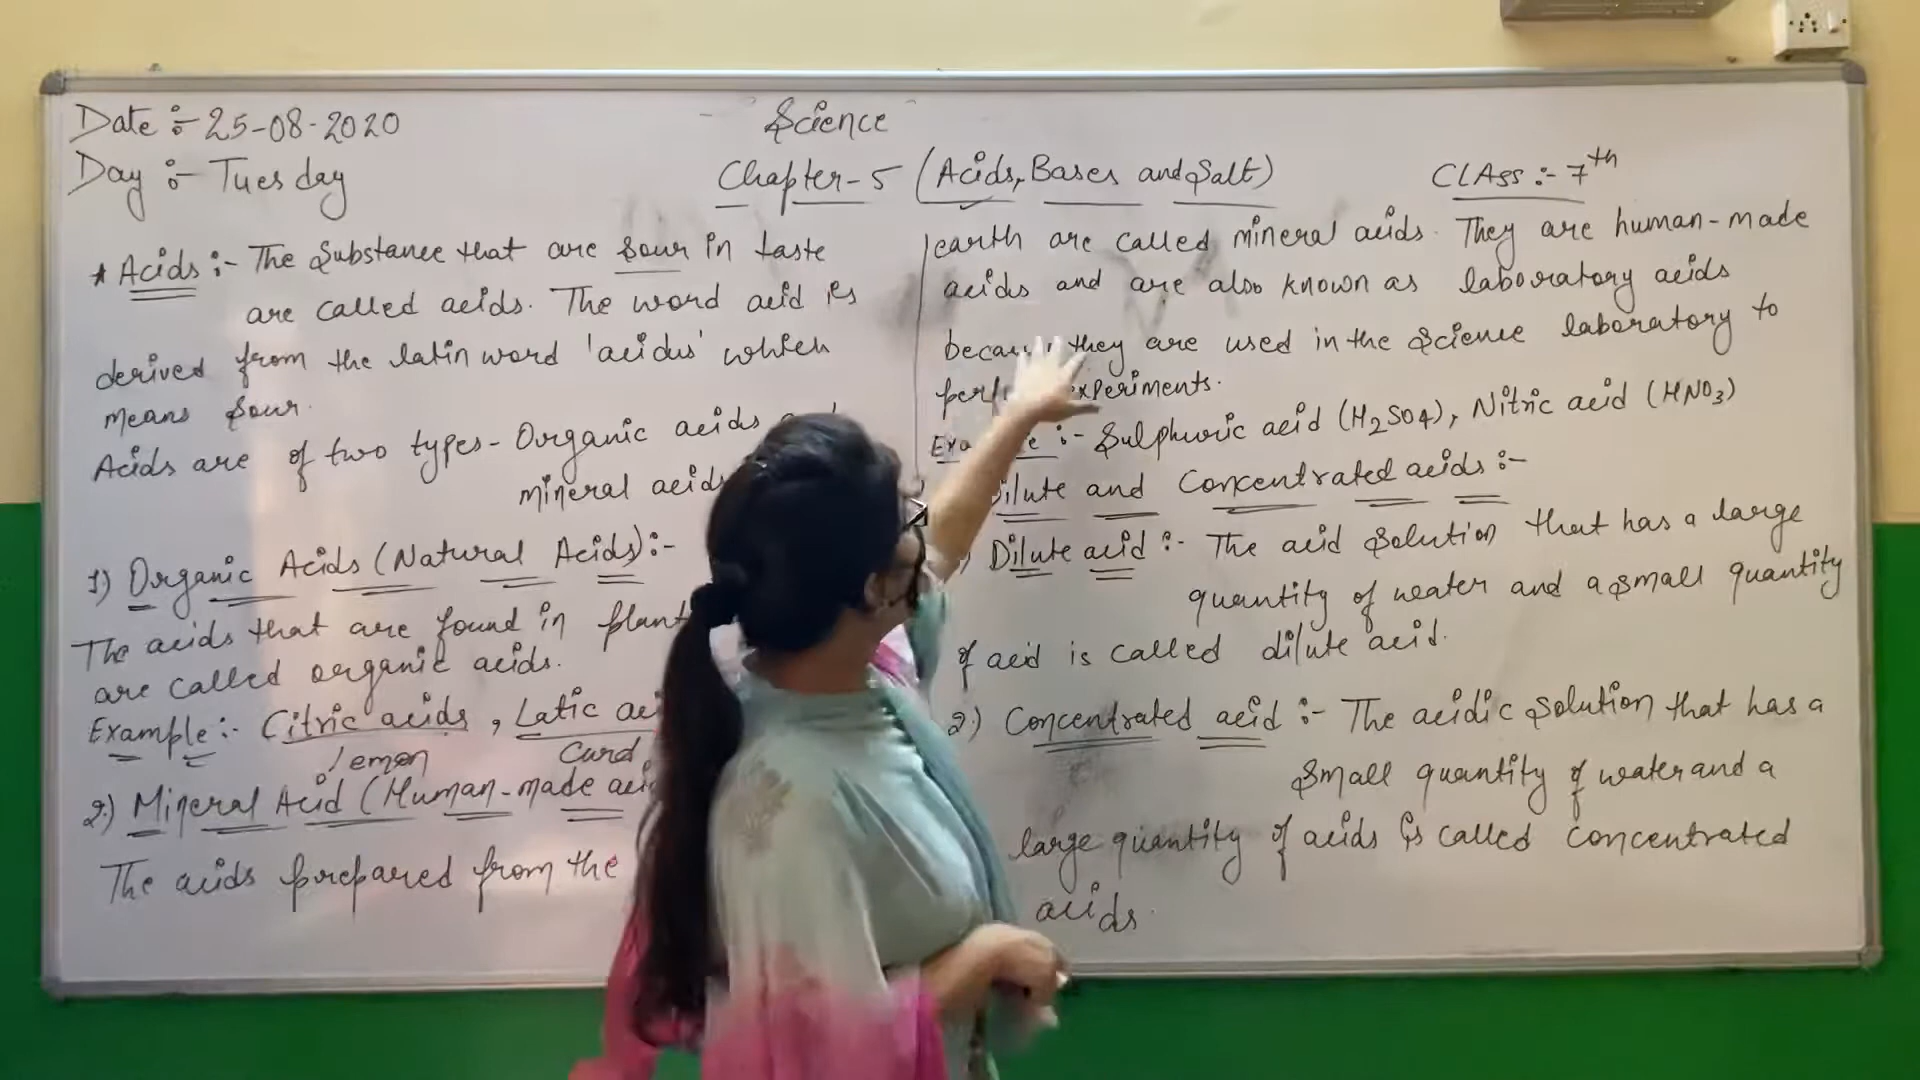 Date :- 25-08-2020
Science
Day :- Tuesday
Chapter-5 (Acids, Bases and Salt)
CLAss :- 7th
* Acids :- The Substance that are sour in taste
are called acids. The word acid is
derived from the latin word 'acidus' which
means sour.
Acids are of two types - Organic acids
mineral acids
1) Organic Acids (Natural Acids) :-
The acids that are found in plant
are called organic acids.
Example :- Citric acids, Latic
lemon Curd
2.) Mineral Acid (Human-made
The acids prepared from the
earth are called mineral acids. They are human-made
acids and are also known as laboratory acids
they are used in the Science laboratory to
experiments.
:- Sulphuric acid (H2SO4), Nitric acid (HNO3)
Dilute and Concentrated acids :-
Dilute acid :- The acid Solution that has a large
quantity of water and a small quantity
of acid is called dilute acid.
2.) Concentrated acid :- The acidic Solution that has a
Small quantity of water and a
large quantity of acids is called concentrated
acids.